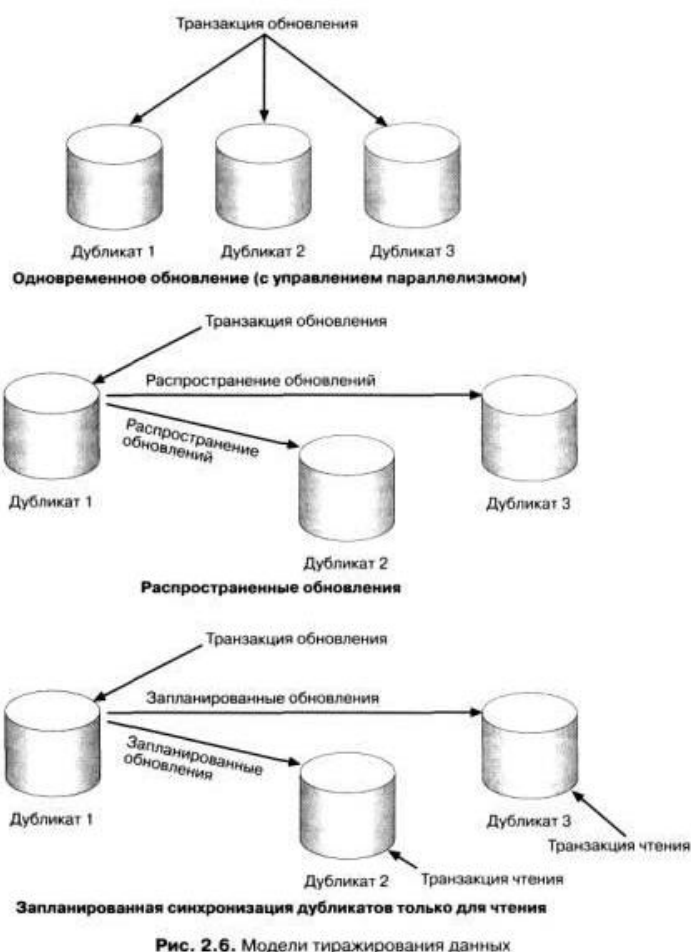 Транзакция обновления
Дубликат 1
Дубликат 2
Дубликат 3
Одновременное обновление (с управлением параллелизмом)
Транзакция обновления
Распространение обновлений
Распространение
обновлений
Дубликат 1
Дубликат 3
Дубликат 2
Распространенные обновления
Транзакция обновления
Запланированные обновления
Запланированные
обновления
Дубликат 1
Дубликат 3
Транзакция чтения
Дубликат 2
Транзакция чтения
Запланированная синхронизация дубликатов только для чтения
Рис. 2.6. Модели тиражирования данных